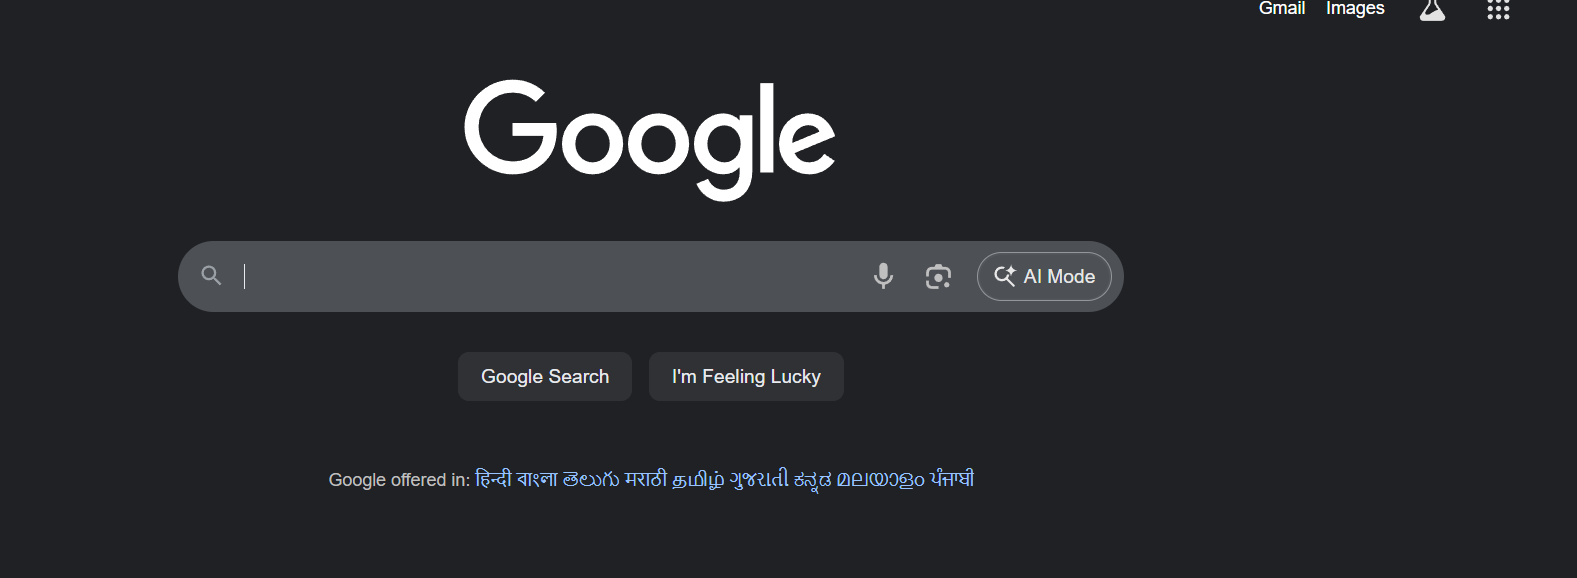 Gmail Images
Google
AI Mode
Google Search I'm Feeling Lucky
Google offered in: हिन्दी বাংলা తెలుగు मराठी தமிழ் ગુજરાતી ಕನ್ನಡ മലയാളം ਪੰਜਾਬੀ